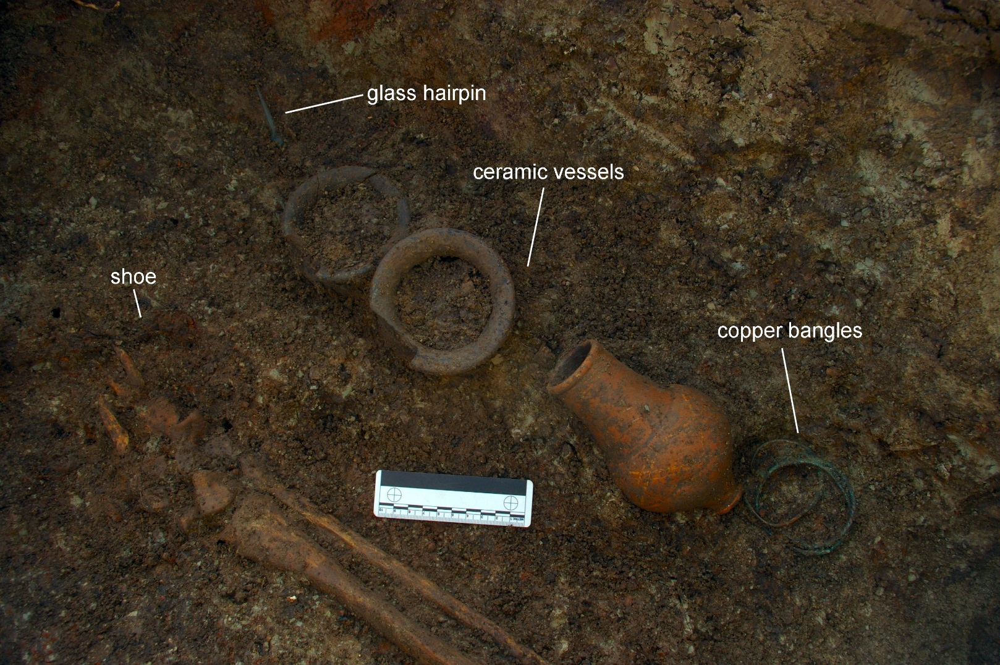 glass hairpin
ceramic vessels
shoe
copper bangles